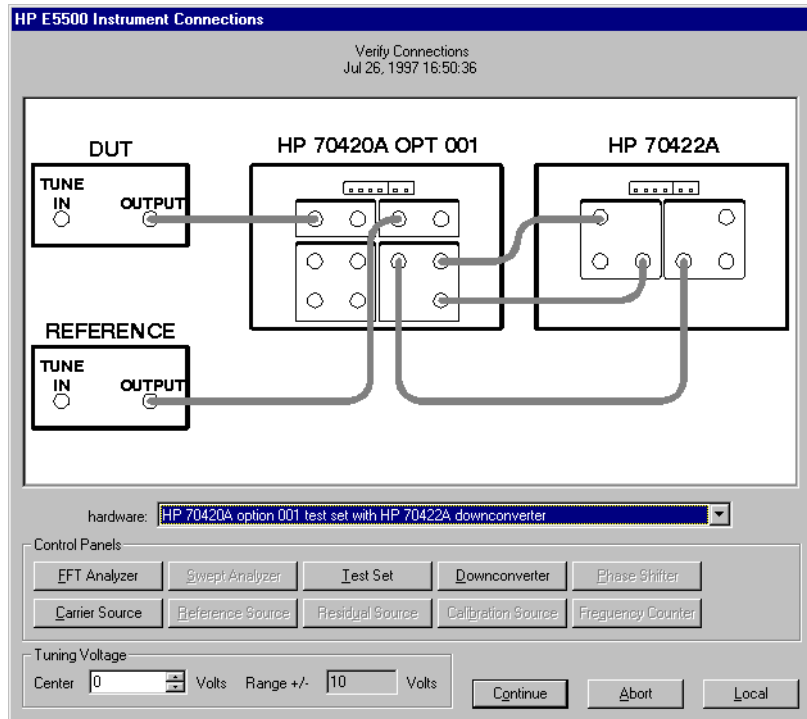 HP E5500 Instrument Connections
Verify Connections
Jul 26, 1997 16:50:36
DUT
HP 70420A OPT 001
HP 70422A
TUNE
IN
OUTPUT
REFERENCE
TUNE
IN
OUTPUT
hardware: HP 70420A option 001 test set with HP 70422A downconverter
Control Panels
FFT Analyzer Swept Analyzer Test Set Downconverter Phase Shifter
Carrier Source Reference Source Residual Source Calibration Source Frequency Counter
Tuning Voltage
Center 0 Volts Range +/- 10 Volts
Continue Abort Local